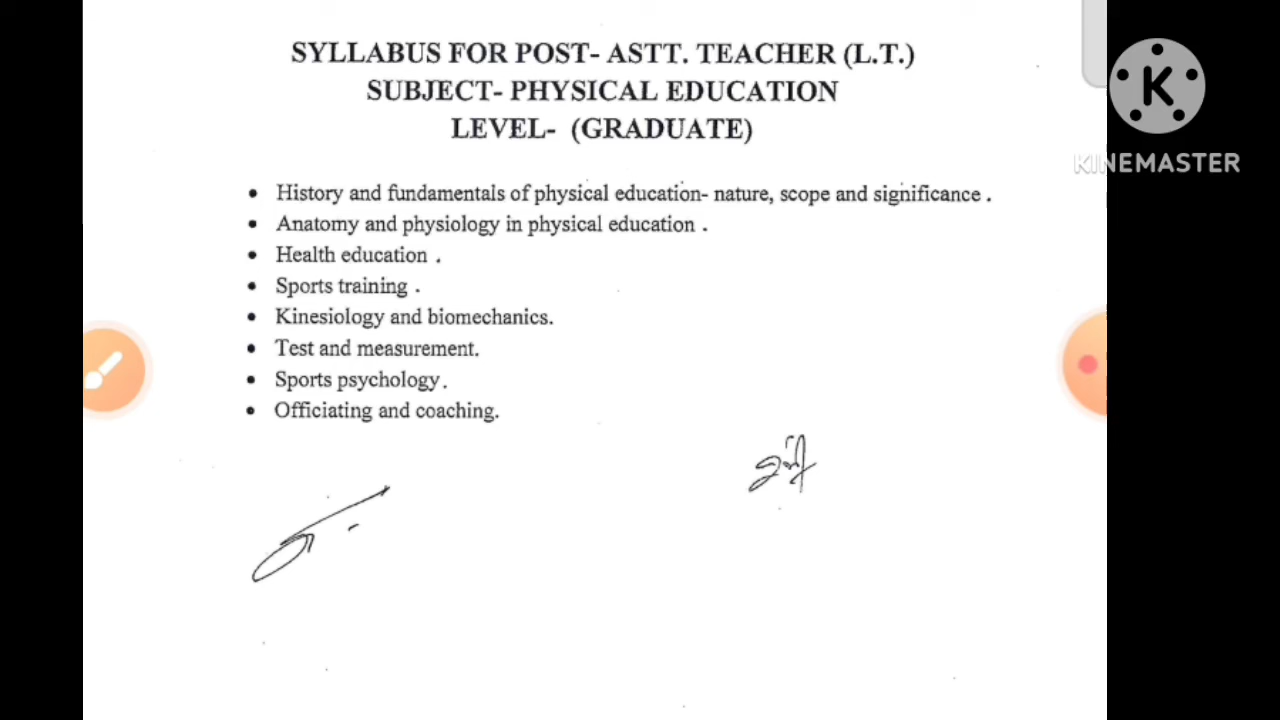 SYLLABUS FOR POST- ASTT. TEACHER (L.T.)
SUBJECT- PHYSICAL EDUCATION
LEVEL- (GRADUATE)
K
KINEMASTER
• History and fundamentals of physical education- nature, scope and significance .
• Anatomy and physiology in physical education .
• Health education .
• Sports training .
• Kinesiology and biomechanics.
• Test and measurement.
• Sports psychology .
• Officiating and coaching.